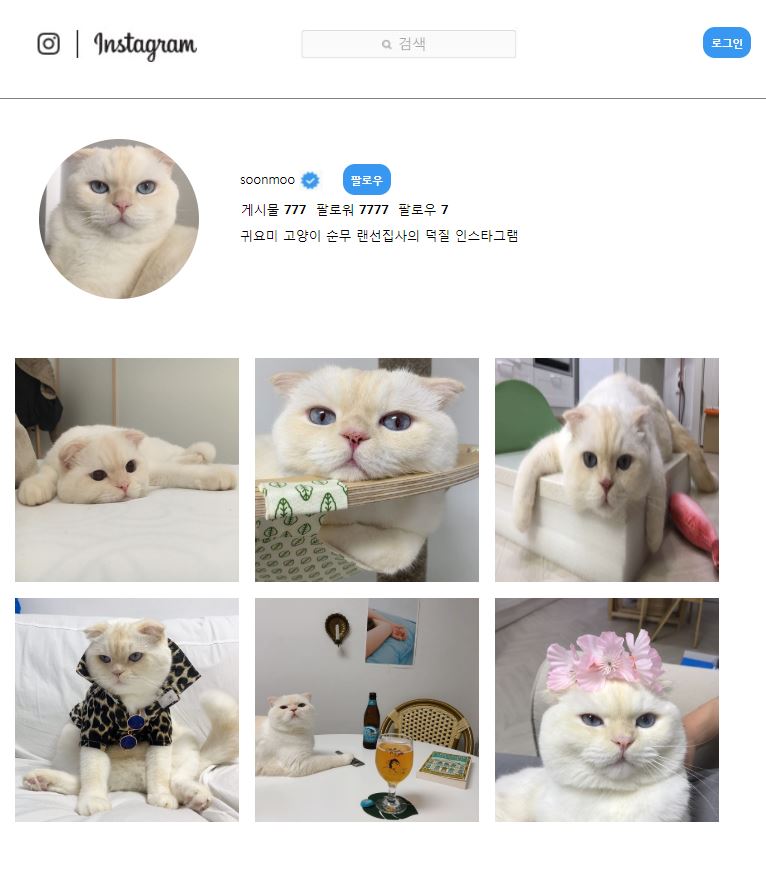 Instagram
검색
로그인
soonmoo
팔로우
게시물 777 팔로워 7777 팔로우 7
귀요미 고양이 순무 랜선집사의 덕질 인스타그램